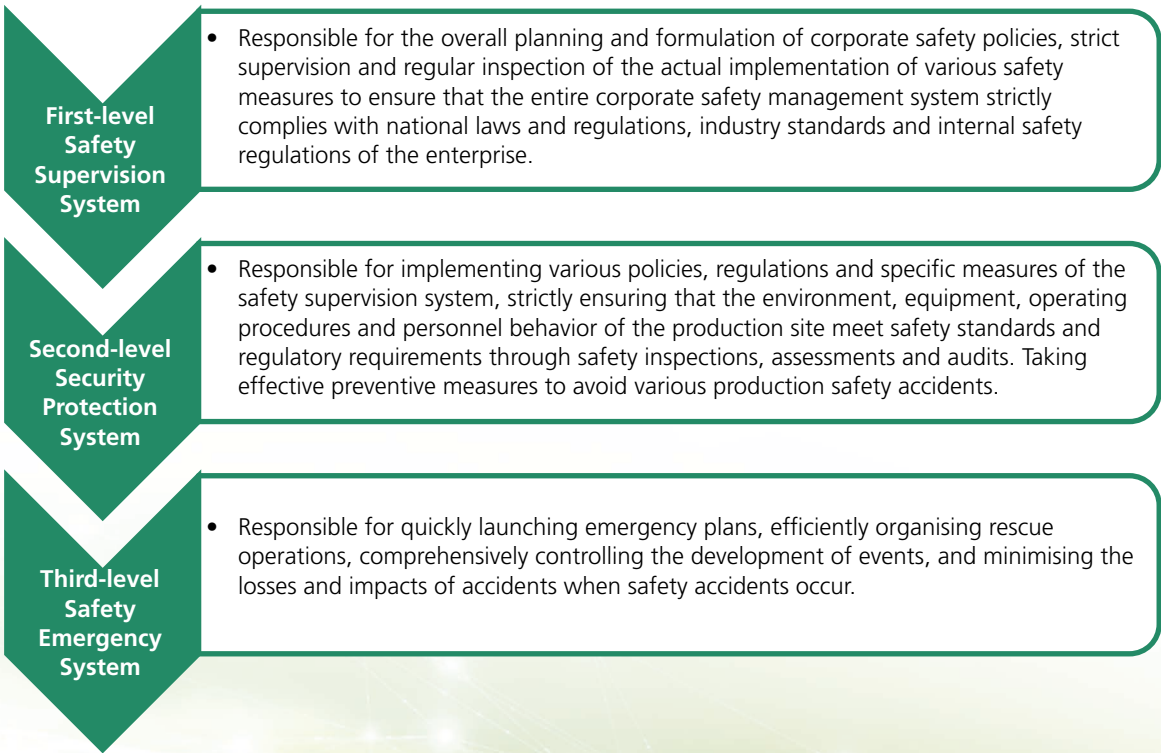 First-level
Safety
Supervision
System
• Responsible for the overall planning and formulation of corporate safety policies, strict
supervision and regular inspection of the actual implementation of various safety
measures to ensure that the entire corporate safety management system strictly
complies with national laws and regulations, industry standards and internal safety
regulations of the enterprise.
Second-level
Security
Protection
System
• Responsible for implementing various policies, regulations and specific measures of the
safety supervision system, strictly ensuring that the environment, equipment, operating
procedures and personnel behavior of the production site meet safety standards and
regulatory requirements through safety inspections, assessments and audits. Taking
effective preventive measures to avoid various production safety accidents.
Third-level
Safety
Emergency
System
• Responsible for quickly launching emergency plans, efficiently organising rescue
operations, comprehensively controlling the development of events, and minimising the
losses and impacts of accidents when safety accidents occur.